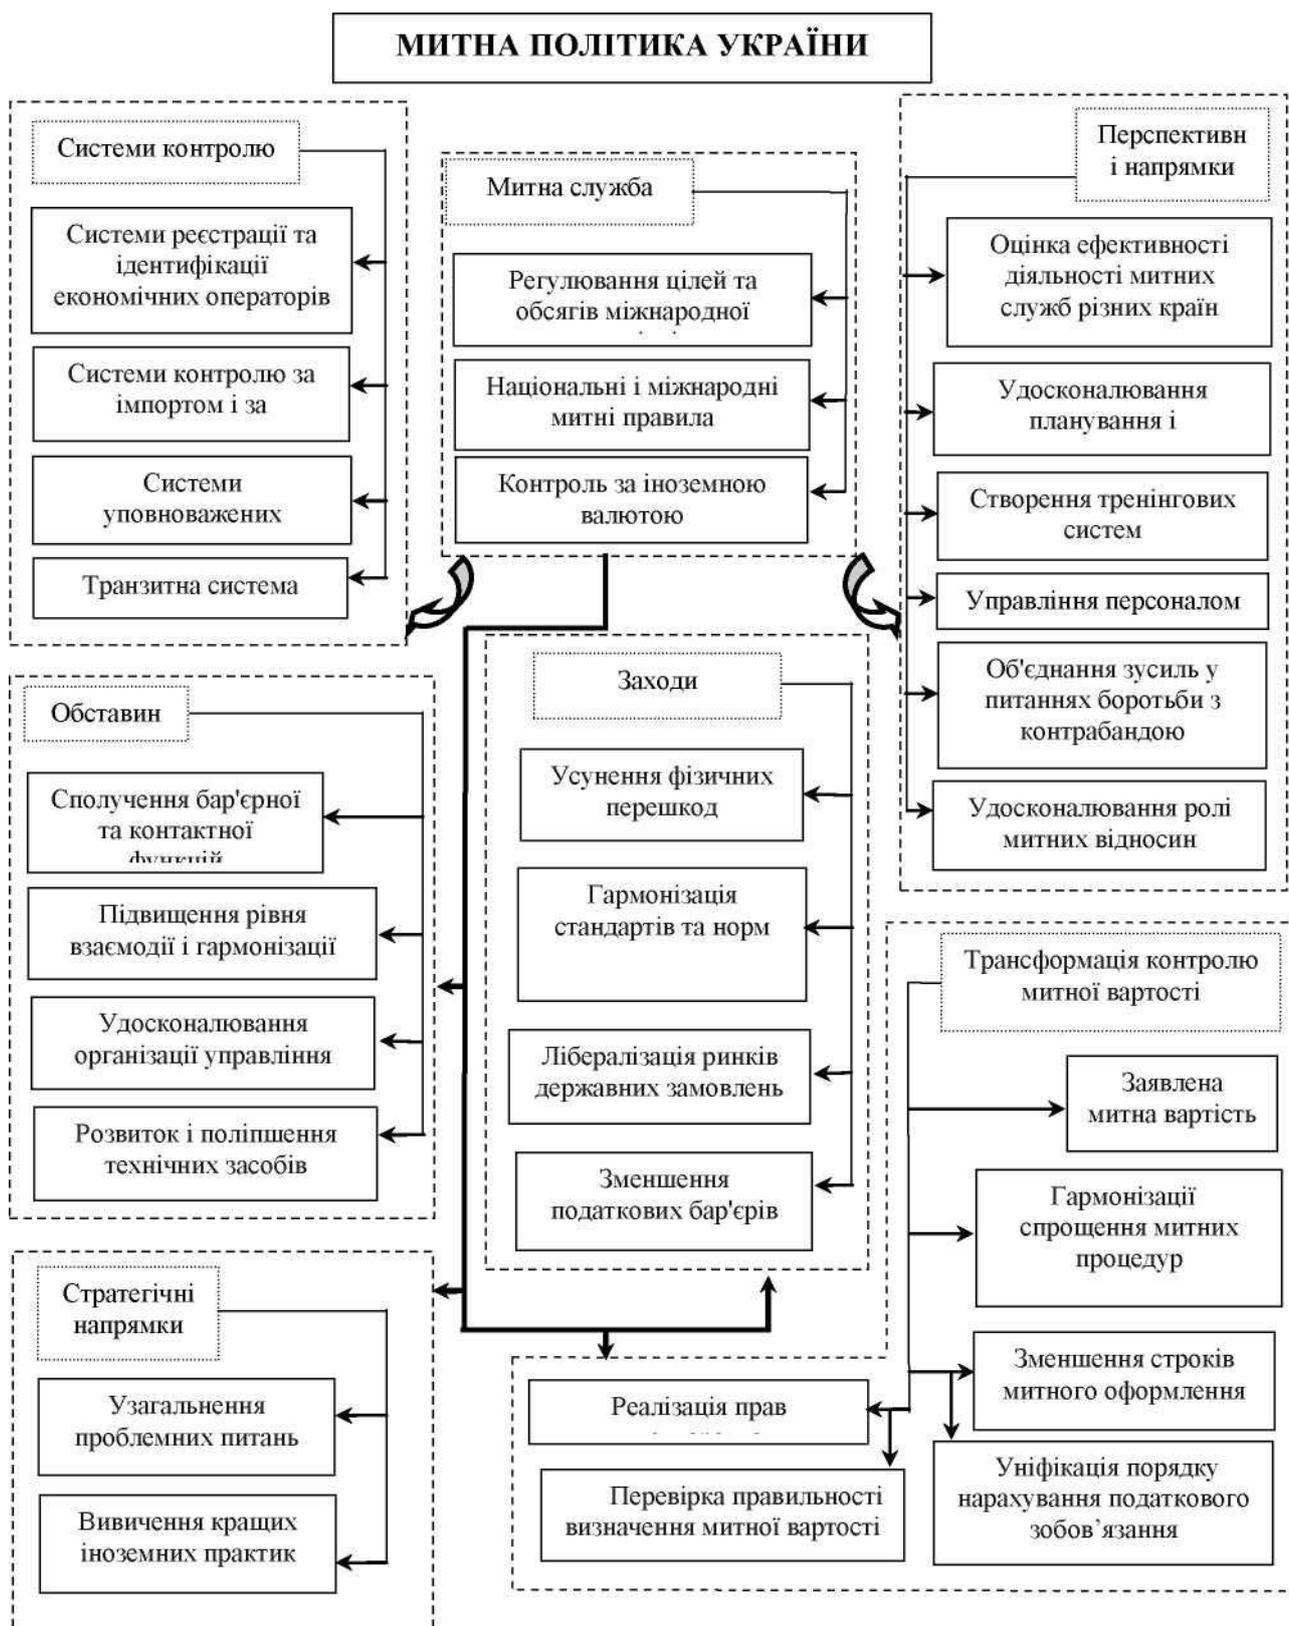 МИТНА ПОЛІТИКА УКРАЇНИ
Системи контролю
Системи реєстрації та
ідентифікації
економічних операторів
Системи контролю за
імпортом і за
Системи
уповноважених
Транзитна система
Митна служба
Регулювання цілей та
обсягів міжнародної
Національні і міжнародні
митні правила
Контроль за іноземною
валютою
Перспективн
і напрямки
Оцінка ефективності
діяльності митних
служб різних країн
Удосконалювання
планування і
Створення тренінгових
систем
Управління персоналом
Об'єднання зусиль у
питаннях боротьби з
контрабандою
Удосконалювання ролі
митних відносин
Обставин
Сполучення бар'єрної
та контактної
функцій
Підвищення рівня
взаємодії і гармонізації
Удосконалювання
організації управління
Розвиток і поліпшення
технічних засобів
Заходи
Усунення фізичних
перешкод
Гармонізація
стандартів та норм
Лібералізація ринків
державних замовлень
Зменшення
податкових бар'єрів
Трансформація контролю
митної вартості
Заявлена
митна вартість
Гармонізації
спрощення митних
процедур
Зменшення строків
митного оформлення
Уніфікація порядку
нарахування податкового
зобов’язання
Реалізація прав
Перевірка правильності
визначення митної вартості
Стратегічні
напрямки
Узагальнення
проблемних питань
Вивичення кращих
іноземних практик